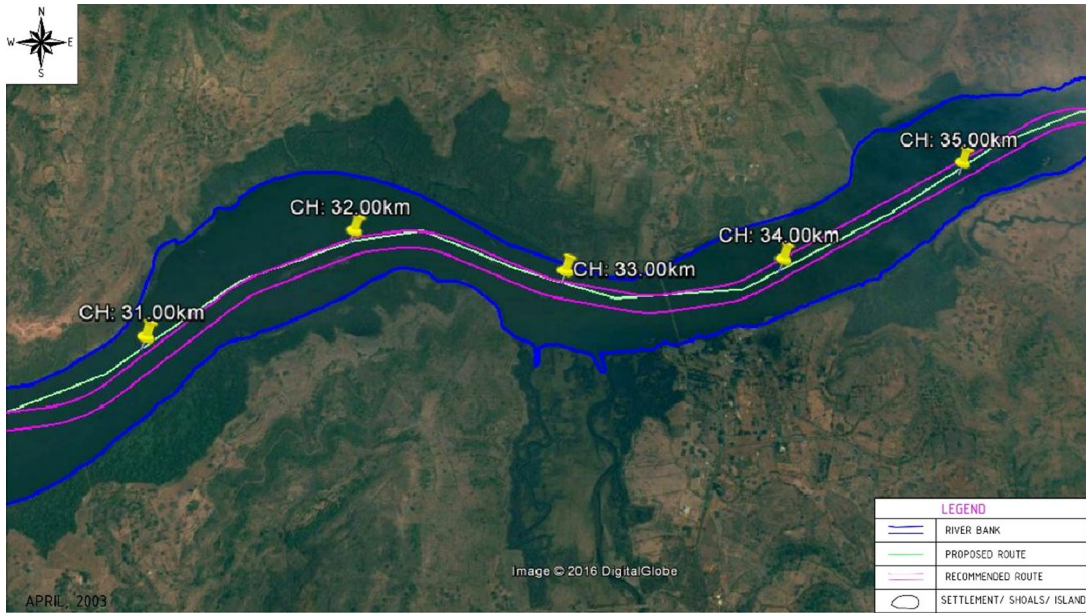 N
W E
S
CH: 35.00km
CH: 32.00km
CH: 34.00km
CH: 33.00km
CH: 31.00km
LEGEND
RIVER BANK
PROPOSED ROUTE
RECOMMENDED ROUTE
SETTLEMENT/ SHOALS/ ISLAND
Image © 2016 DigitalGlobe
APRIL, 2003